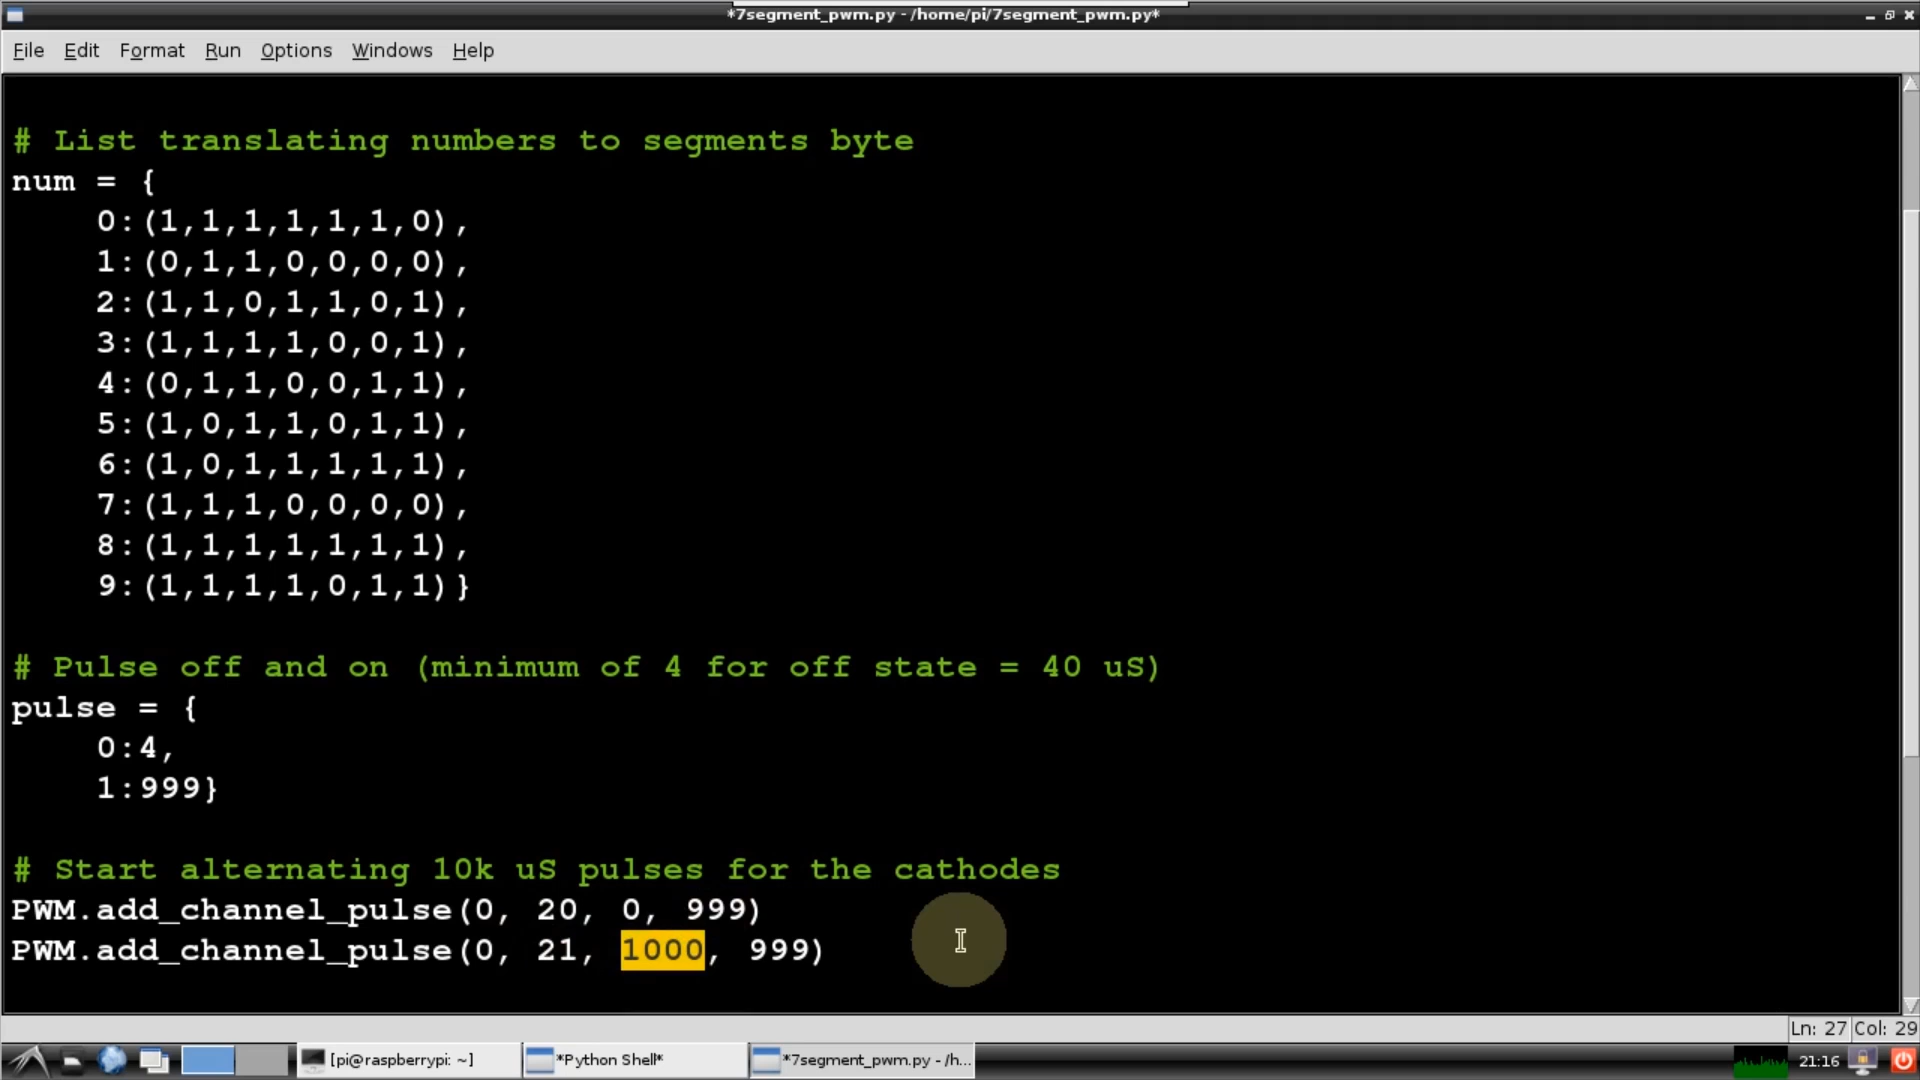 *7segment_pwm.py - /home/pi/7segment_pwm.py*
File Edit Format Run Options Windows Help
# List translating numbers to segments byte
num = {
0:(1,1,1,1,1,1,0),
1:(0,1,1,0,0,0,0),
2:(1,1,0,1,1,0,1),
3:(1,1,1,1,0,0,1),
4:(0,1,1,0,0,1,1),
5:(1,0,1,1,0,1,1),
6:(1,0,1,1,1,1,1),
7:(1,1,1,0,0,0,0),
8:(1,1,1,1,1,1,1),
9:(1,1,1,1,0,1,1)}
# Pulse off and on (minimum of 4 for off state = 40 uS)
pulse = {
0:4,
1:999}
# Start alternating 10k uS pulses for the cathodes
PWM.add_channel_pulse(0, 20, 0, 999)
PWM.add_channel_pulse(0, 21, 1000, 999)
Ln: 27 Col: 29
[pi@raspberrypi: ~] *Python Shell* *7segment_pwm.py - /h... 21:16